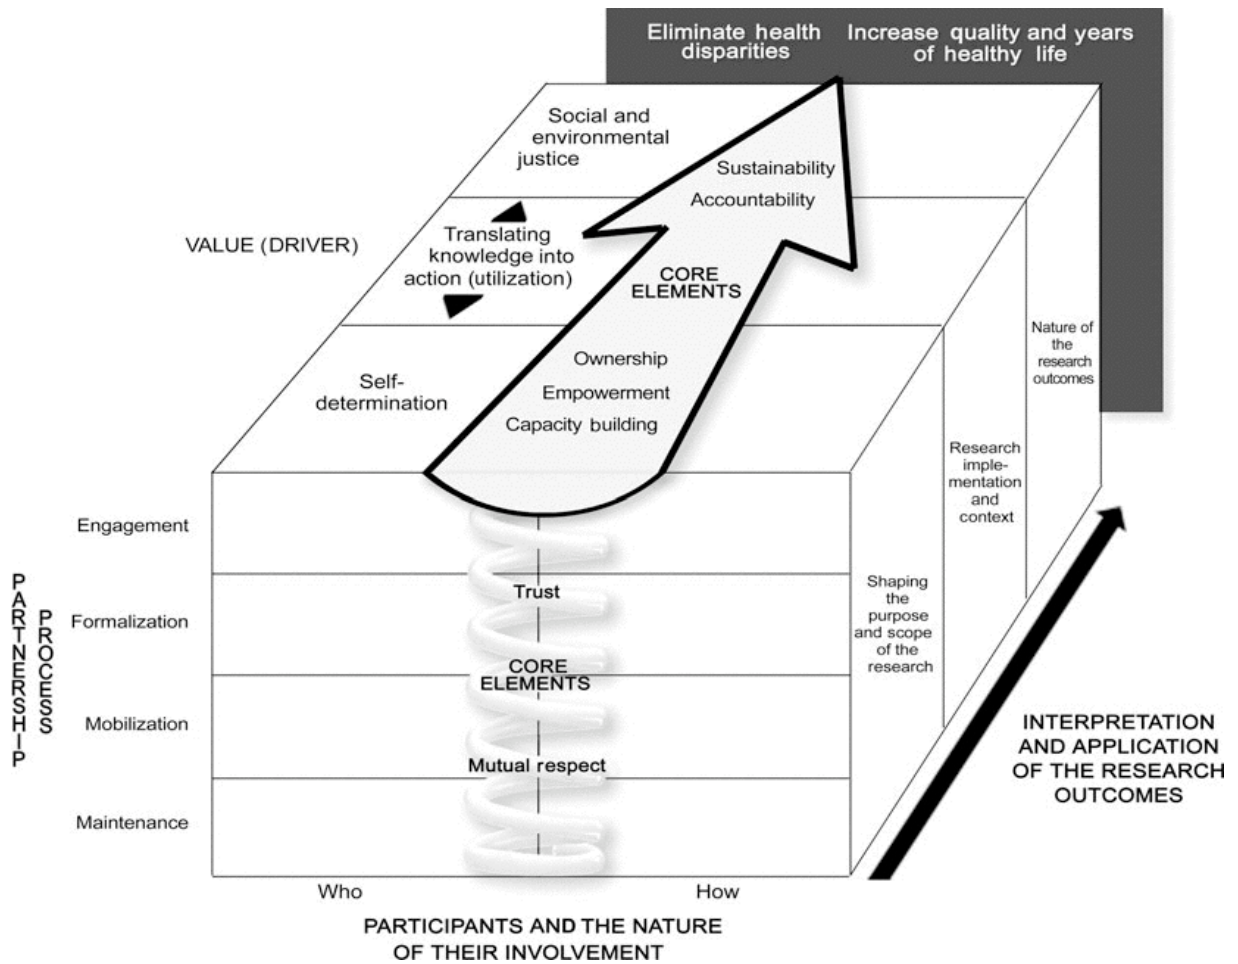 Eliminate health
disparities
Increase quality and years
of healthy life
Social and
environmental
justice
Sustainability
Accountability
VALUE (DRIVER)
Translating
knowledge into
action (utilization)
CORE
ELEMENTS
Nature of
the
research
outcomes
Ownership
Empowerment
Capacity building
Self-
determination
Research
imple-
mentation
and
context
Engagement
Formalization
Mobilization
Maintenance
PARTNERSHIP
PROCESS
Trust
CORE
ELEMENTS
Mutual respect
Shaping
the
purpose
and scope
of the
research
INTERPRETATION
AND APPLICATION
OF THE RESEARCH
OUTCOMES
Who
How
PARTICIPANTS AND THE NATURE
OF THEIR INVOLVEMENT